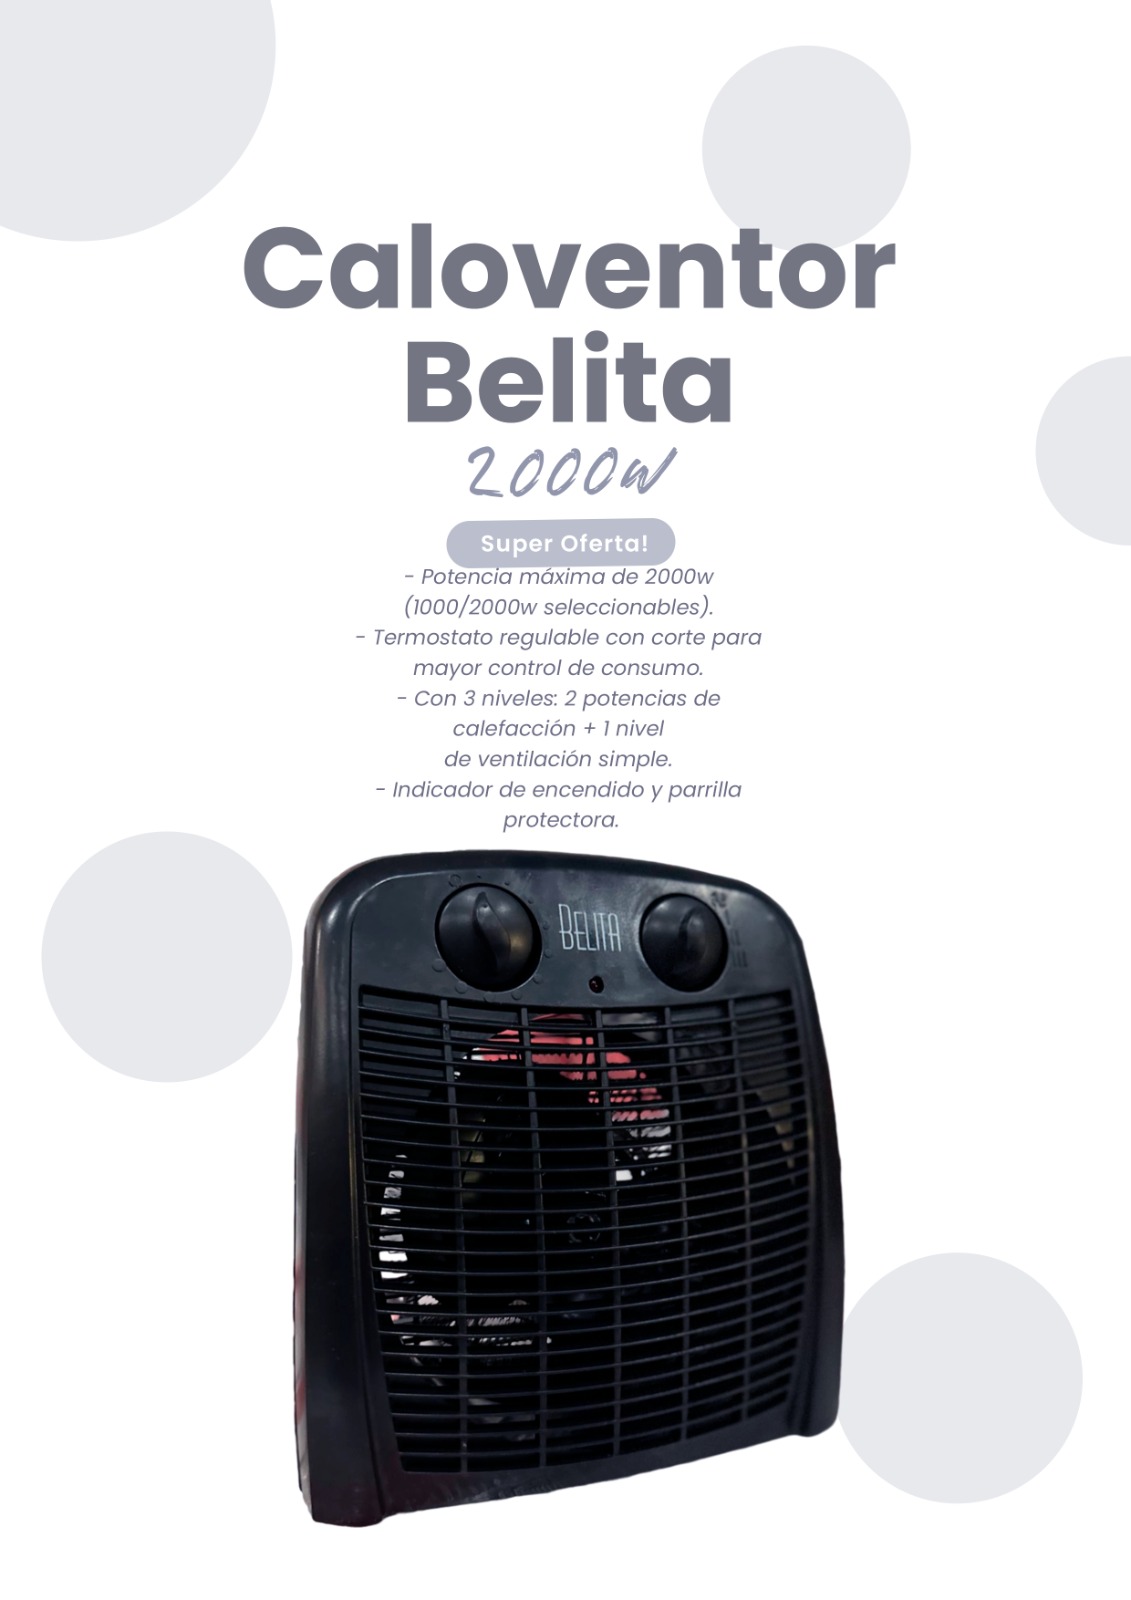 Caloventor
Belita
2000W
Super Oferta!
- Potencia máxima de 2000w
(1000/2000w seleccionables).
- Termostato regulable con corte para
mayor control de consumo.
- Con 3 niveles: 2 potencias de
calefacción + 1 nivel
de ventilación simple.
- Indicador de encendido y parrilla
protectora.
BELITA